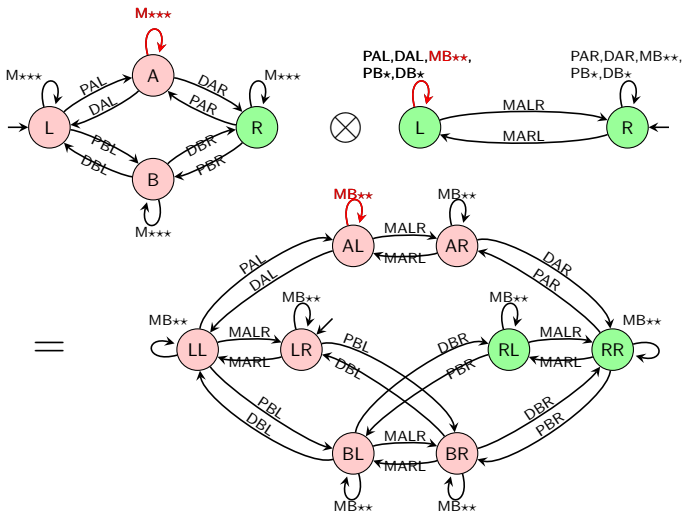 M⋆⋆⋆
M⋆⋆⋆ A M⋆⋆⋆
PAL DAR
DAL PAR
L R
PBL DBR
DBL PBR
B
M⋆⋆⋆
⊗
PAL,DAL,MB⋆⋆,
PB⋆,DB⋆
PAR,DAR,MB⋆⋆,
PB⋆,DB⋆
L MALR R
MARL
=
MB⋆⋆ MB⋆⋆
AL MALR AR
MARL
PAL DAR
DAL PAR
MB⋆⋆ MB⋆⋆ MB⋆⋆ MB⋆⋆
LL MALR LR PBL DBR RL MALR RR
MARL DBL PBR MARL
PBL DBR
DBL PBR
BL MALR BR
MARL
MB⋆⋆ MB⋆⋆